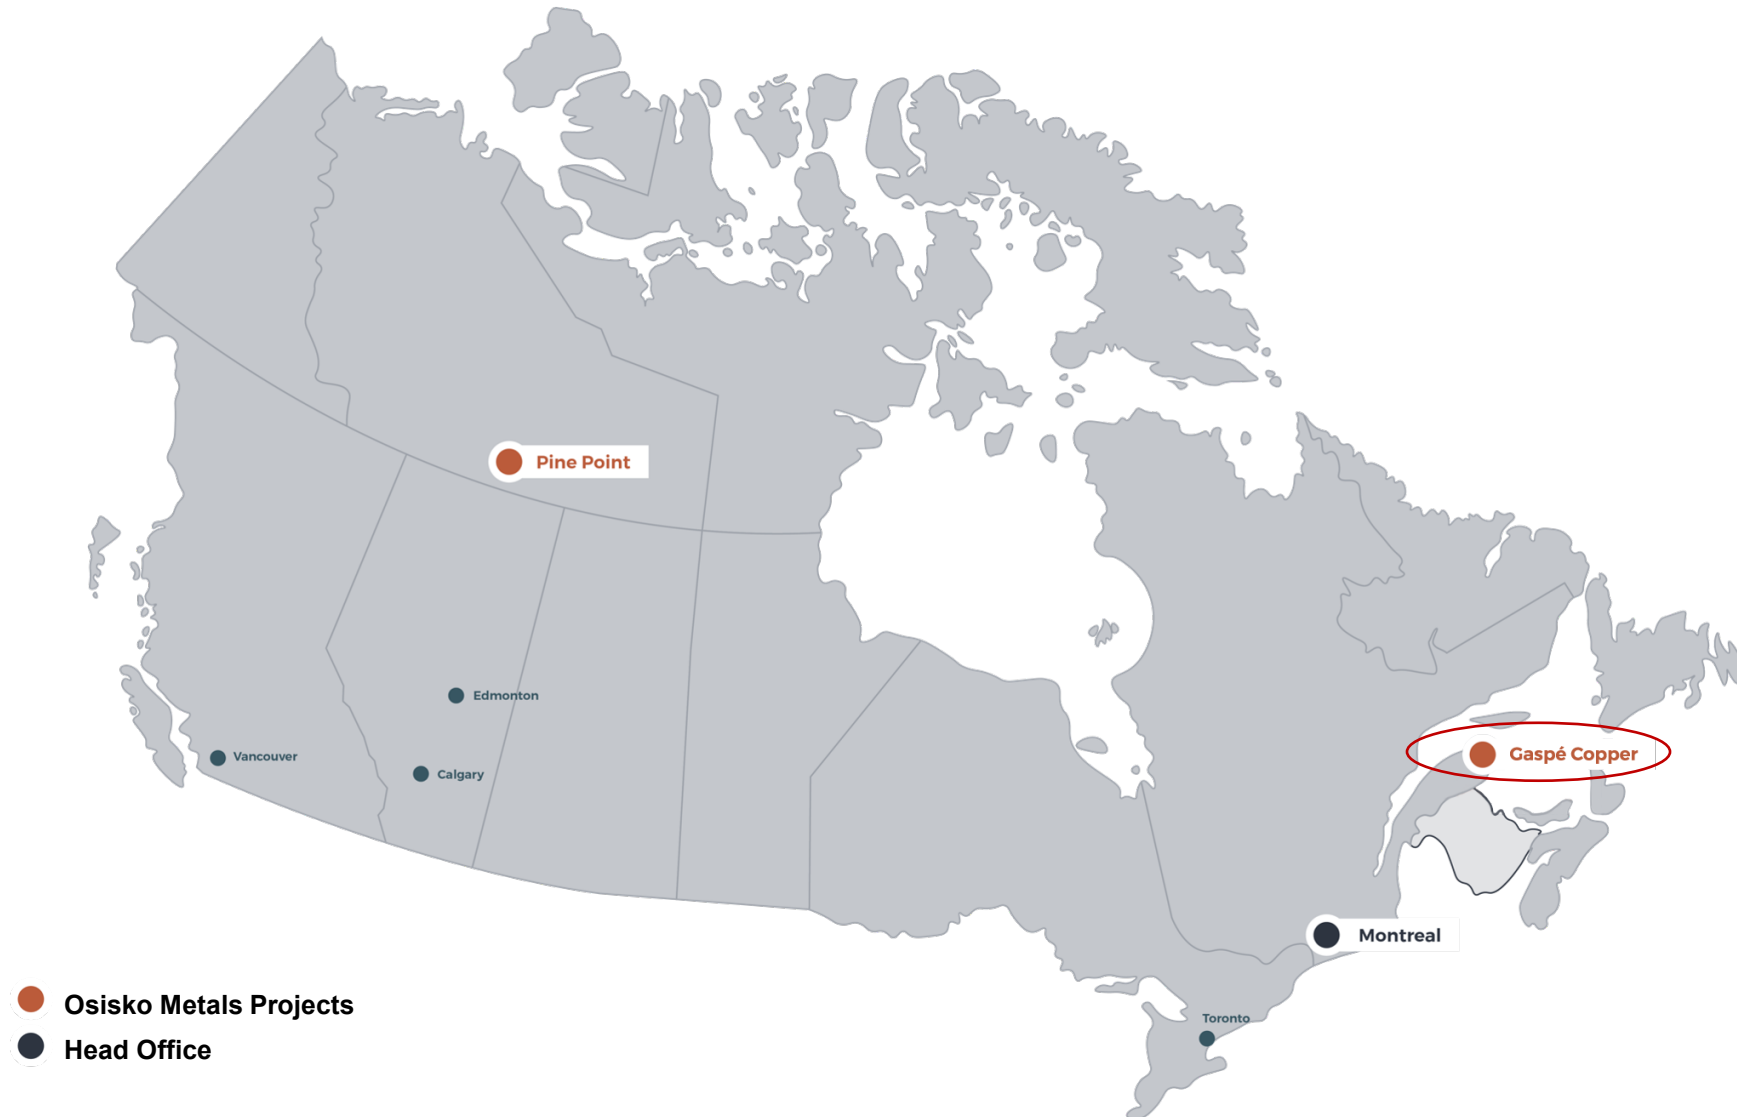 Pine Point
Edmonton
Vancouver
Calgary
Gaspé Copper
Montreal
Toronto
Osisko Metals Projects
Head Office